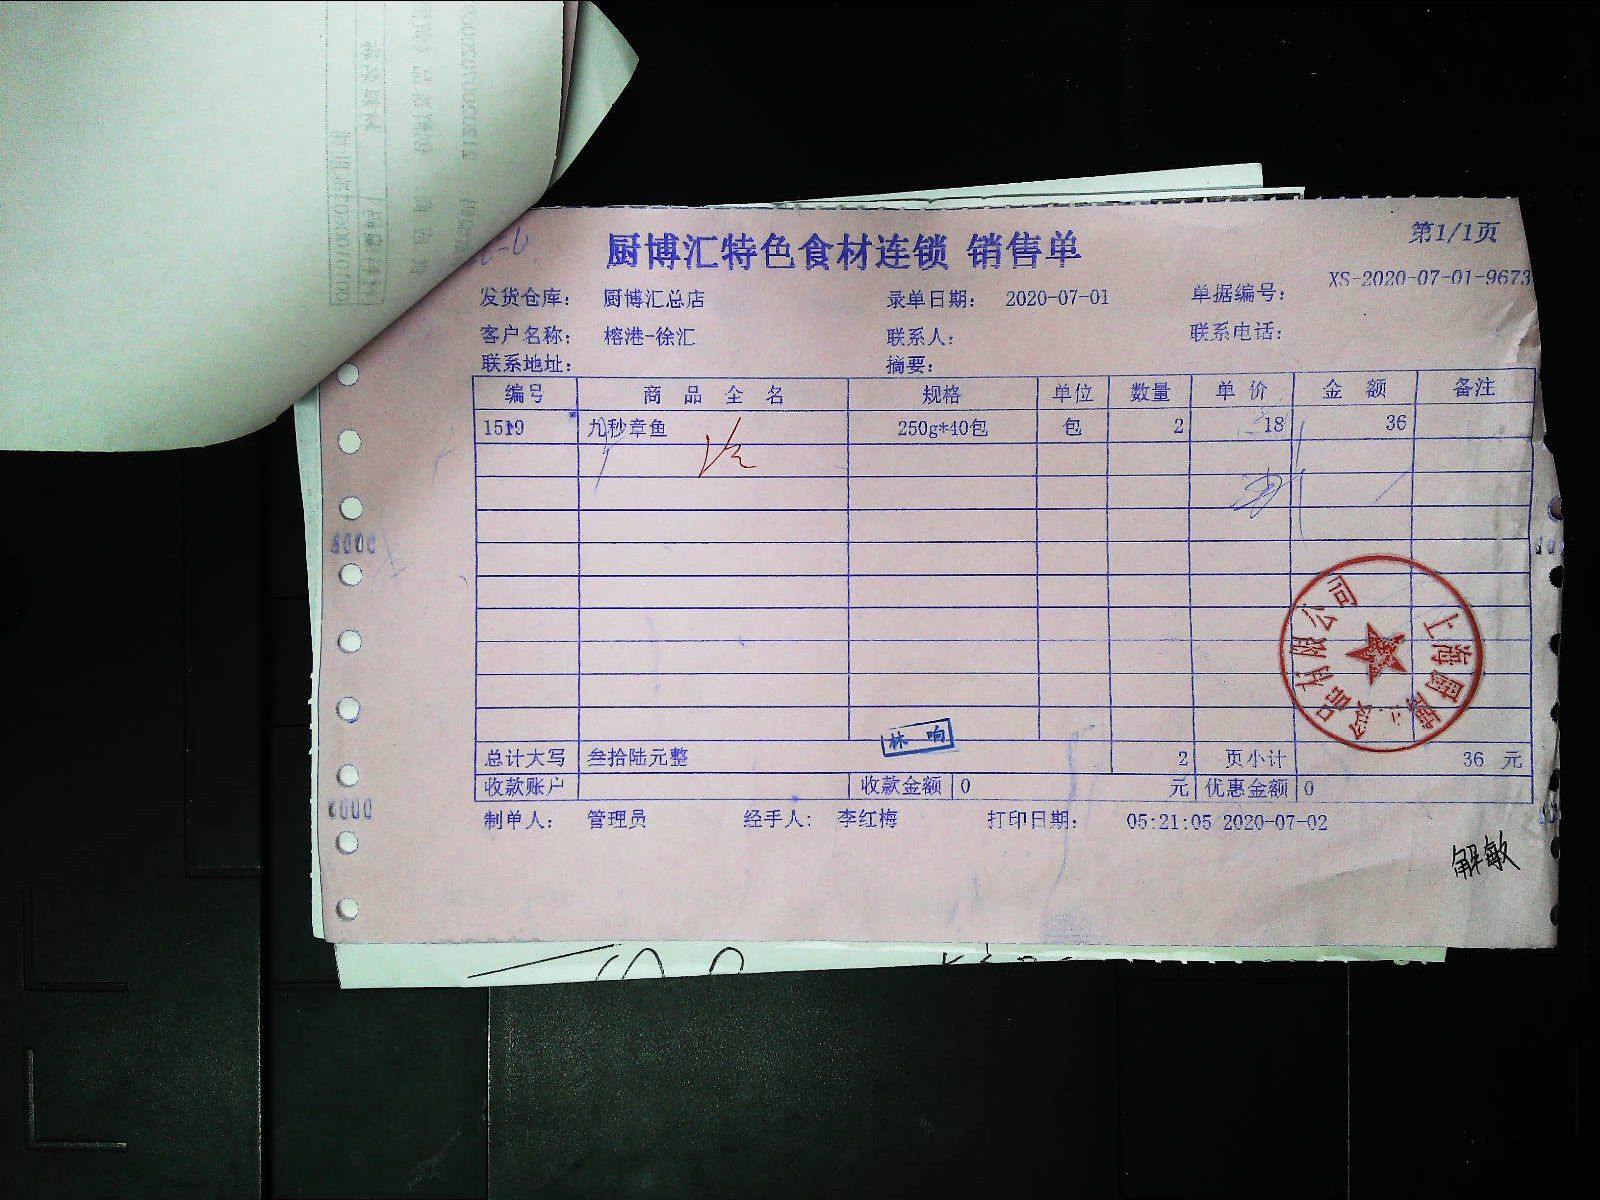 第1/1页
厨博汇特色食材连锁 销售单
发货仓库： 厨博汇总店 录单日期： 2020-07-01 单据编号： XS-2020-07-01-9673
客户名称： 榕港-徐汇 联系人： 联系电话：
联系地址： 摘要：
编号 商品全名 规格 单位 数量 单价 金额 备注
1519 九秒章鱼 250g*40包 包 2 18 36
林响
总计大写 叁拾陆元整 2 页小计 36 元
收款账户 收款金额 0 元 优惠金额 0
制单人： 管理员 经手人： 李红梅 打印日期： 05:21:05 2020-07-02
解敏